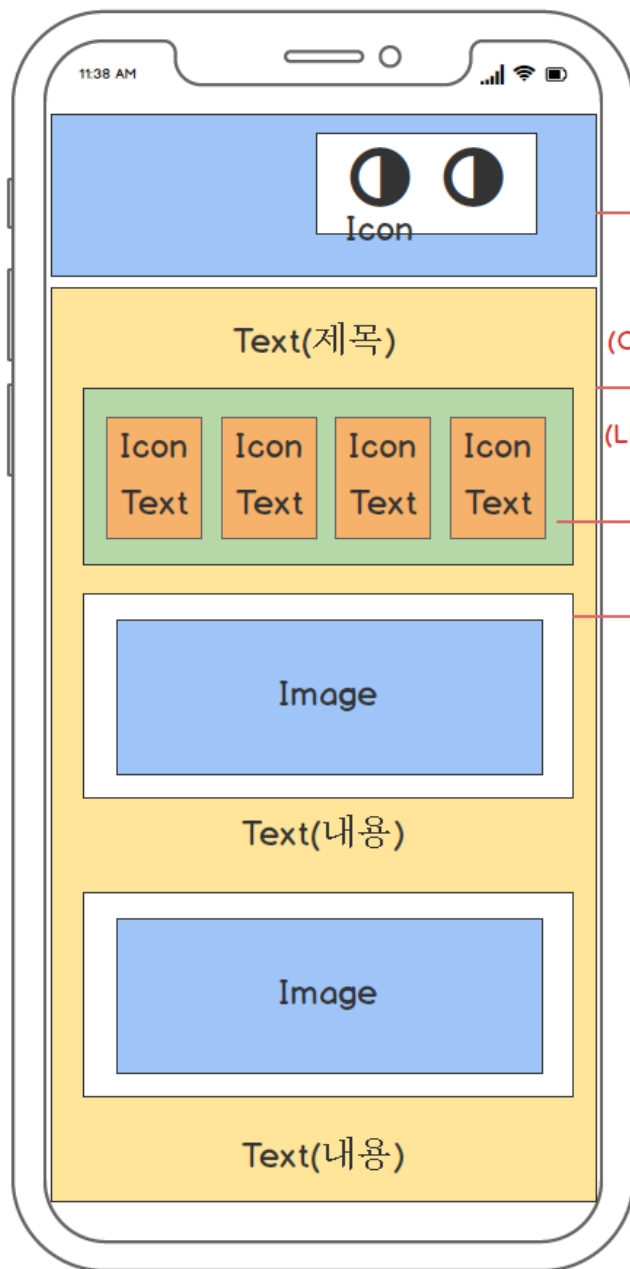 11:38 AM
Icon
Text(제목)
(C
Icon Icon Icon Icon
Text Text Text Text
(L
Image
Text(내용)
Image
Text(내용)